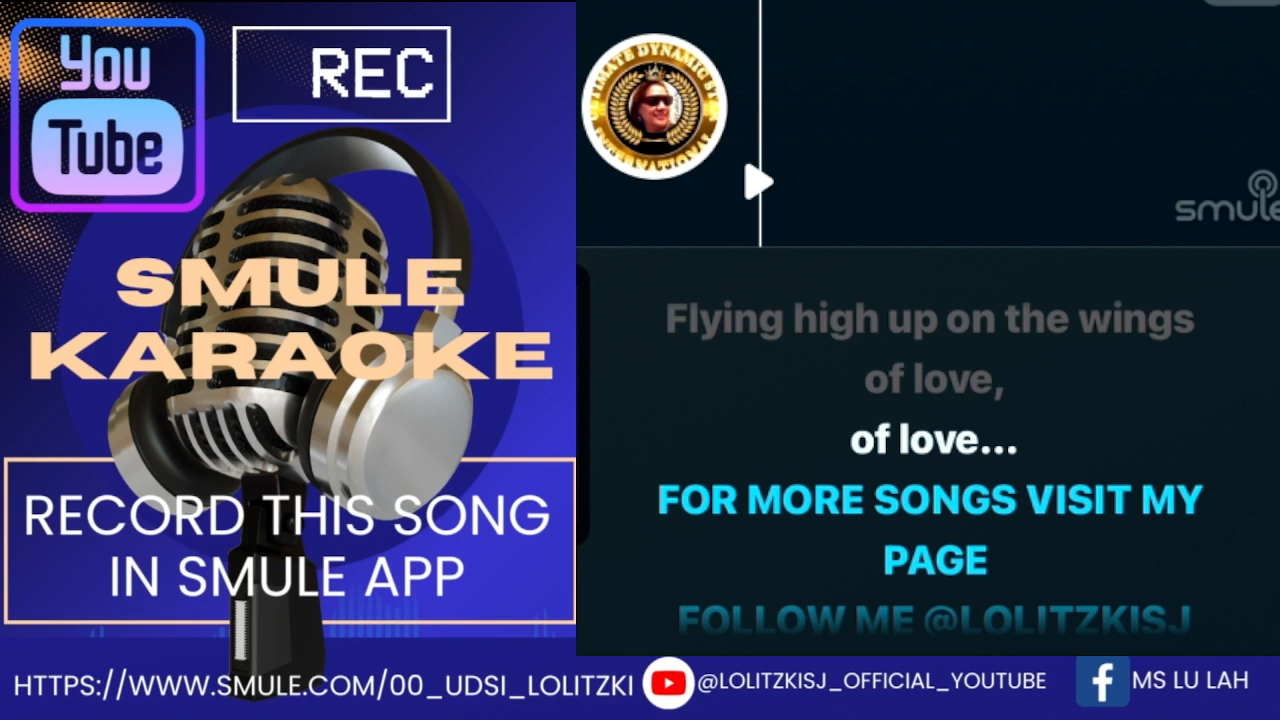 You
Tube
REC
SMULE
KARAOKE
RECORD THIS SONG
IN SMULE APP
DYNAMIC
INTERNATIONAL
smule
Flying high up on the wings
of love,
of love...
FOR MORE SONGS VISIT MY
PAGE
FOLLOW ME @LOLITZKISJ
HTTPS://WWW.SMULE.COM/00_UDSI_LOLITZKI
@LOLITZKISJ_OFFICIAL_YOUTUBE
MS LU LAH